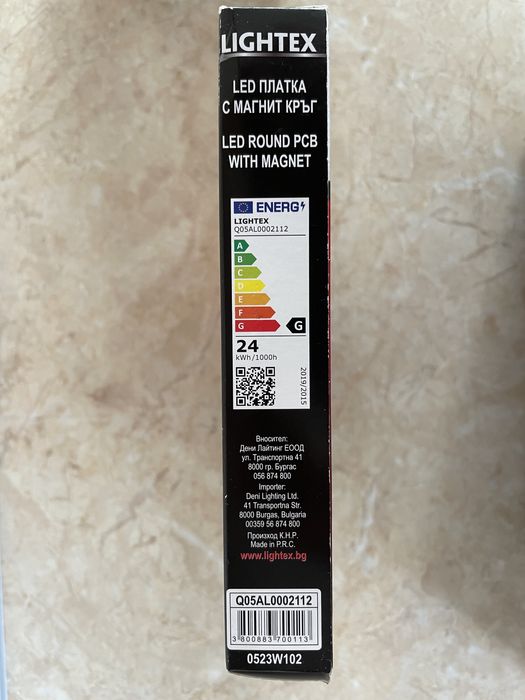 LIGHTEX
LED ПЛАТКА
С МАГНИТ КРЪГ
LED ROUND PCB
WITH MAGNET
ENERG
LIGHTEX
Q05AL0002112
A
B
C
D
E
F
G
G
24
kWh/1000h
2019/2015
Вносител:
Дени Лайтинг ЕООД
ул. Транспортна 41
8000 гр. Бургас
056 874 800
Importer:
Deni Lighting Ltd.
41 Transportna Str.
8000 Burgas, Bulgaria
00359 56 874 800
Произход К.Н.Р.
Made in P.R.C.
www.lightex.bg
Q05AL0002112
3 800883 700113
0523W102